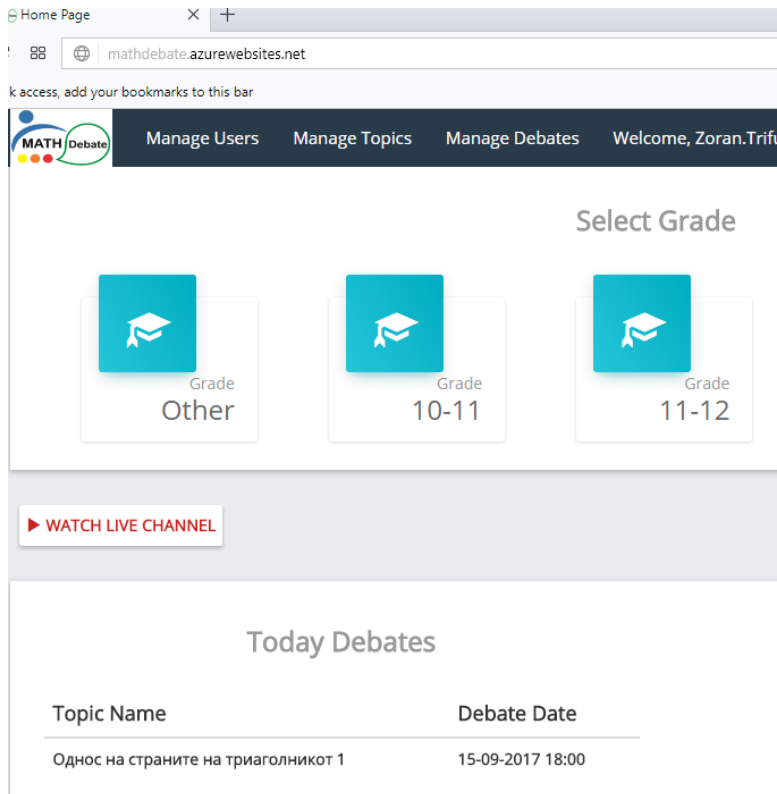 Home Page
mathdebate.azurewebsites.net
k access, add your bookmarks to this bar
MATH Debate
Manage Users Manage Topics Manage Debates Welcome, Zoran.Trifu
Select Grade
Grade Grade Grade
Other 10-11 11-12
WATCH LIVE CHANNEL
Today Debates
Topic Name Debate Date
Однос на страните на триаголникот 1 15-09-2017 18:00